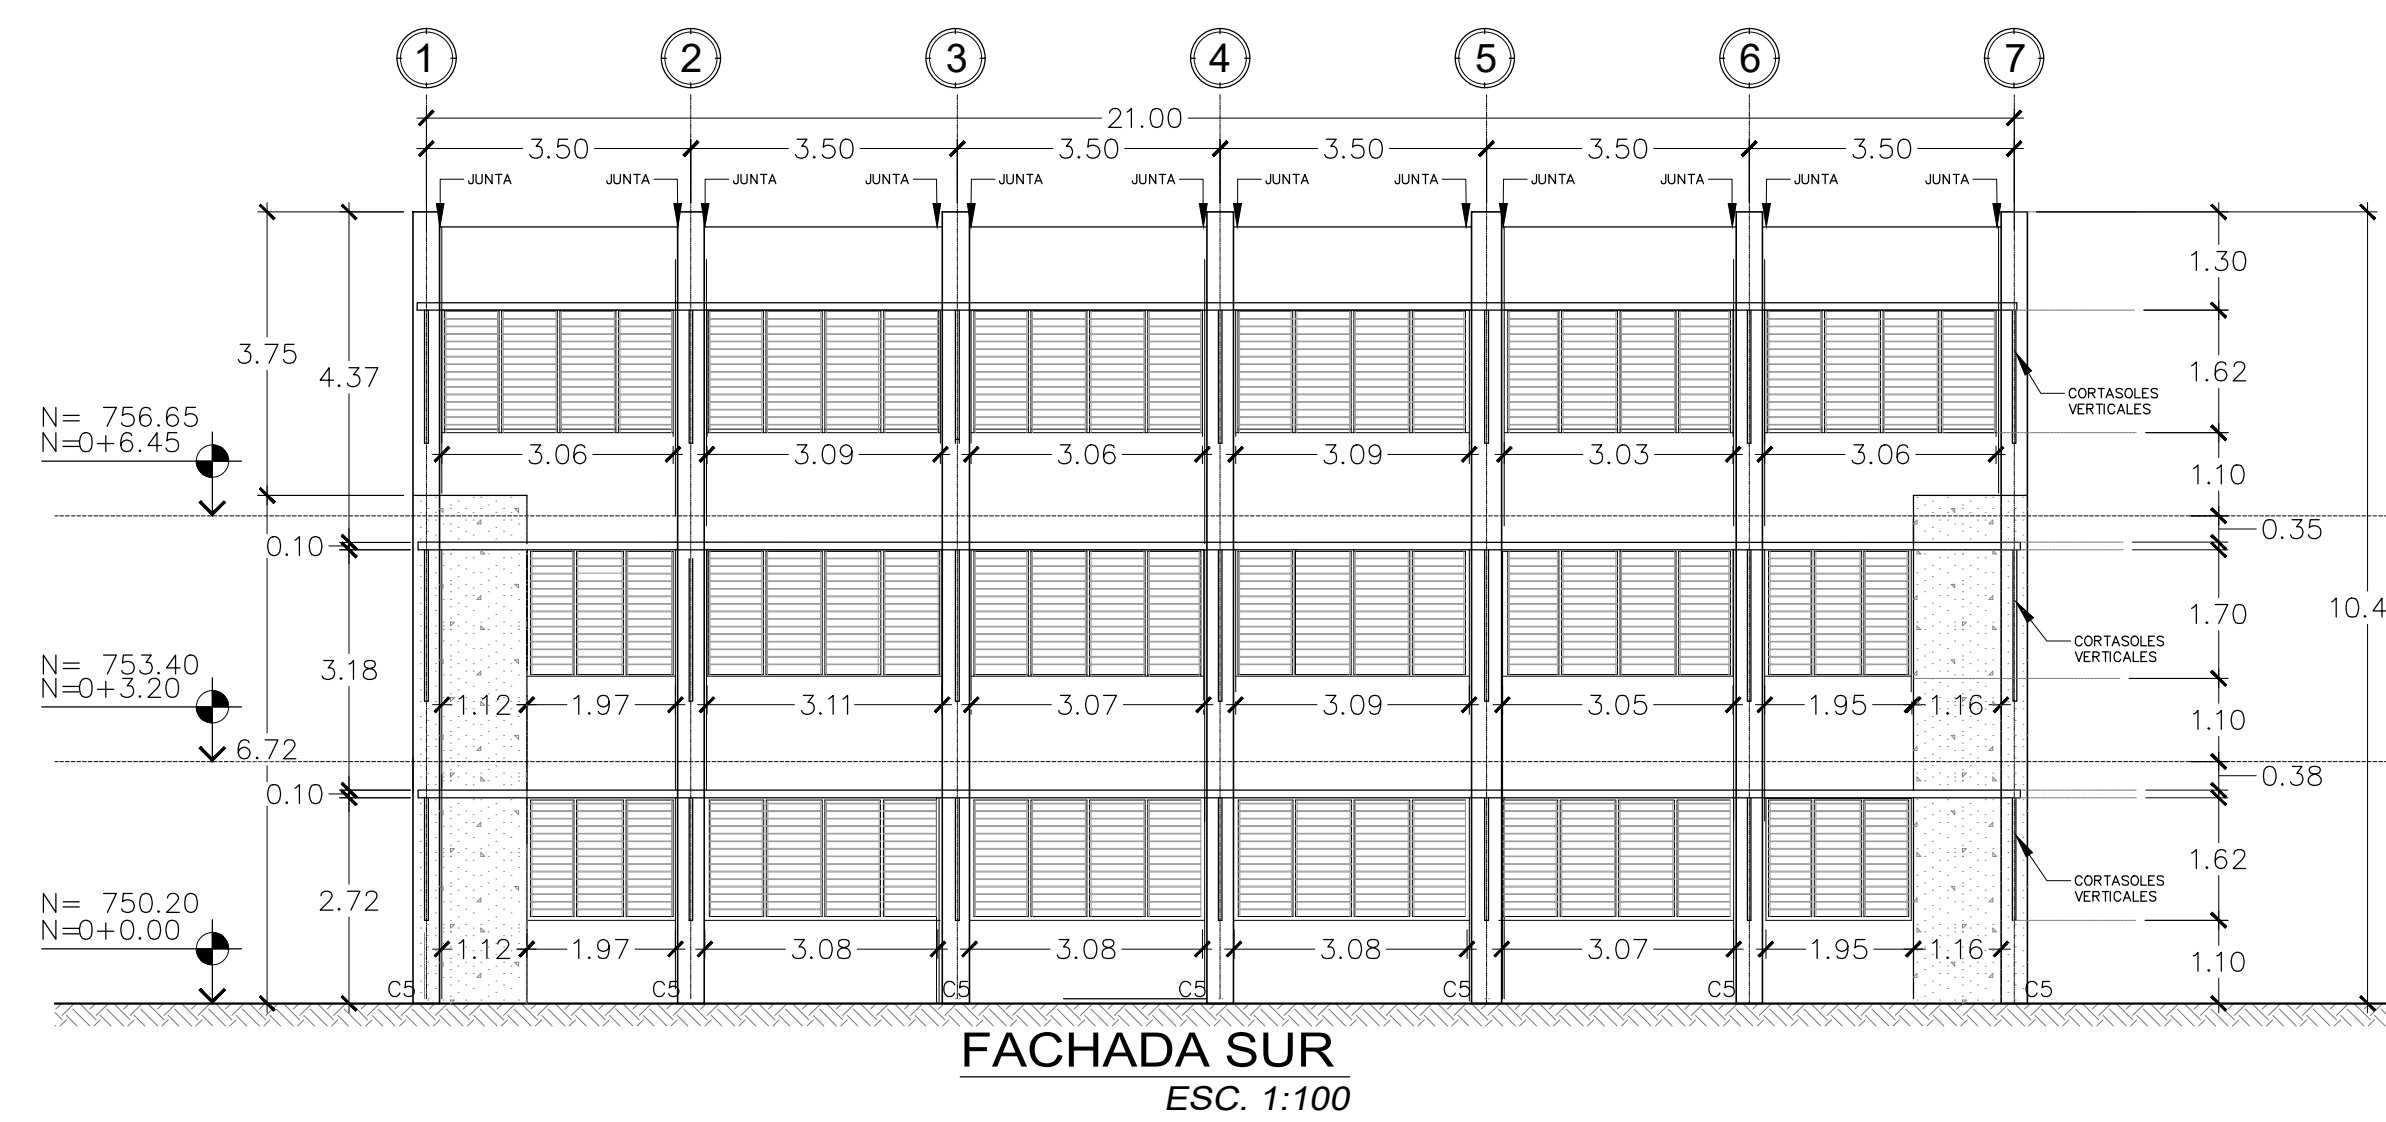 1 2 3 4 5 6 7
21.00
3.50 3.50 3.50 3.50 3.50 3.50
JUNTA JUNTA JUNTA JUNTA JUNTA JUNTA JUNTA JUNTA JUNTA JUNTA JUNTA JUNTA
1.30
3.75
4.37
1.62
CORTASOLES
VERTICALES
N= 756.65
N=0+6.45
3.06 3.09 3.06 3.09 3.03 3.06
1.10
0.35
0.10
1.70
10.4
CORTASOLES
VERTICALES
N= 753.40
N=0+3.20
3.18
1.12 1.97 3.11 3.07 3.09 3.05 1.95 1.16
1.10
6.72
0.38
0.10
1.62
CORTASOLES
VERTICALES
N= 750.20
N=0+0.00
2.72
1.12 1.97 3.08 3.08 3.08 3.07 1.95 1.16
1.10
C5 C5 C5 C5 C5 C5 C5
FACHADA SUR
ESC. 1:100